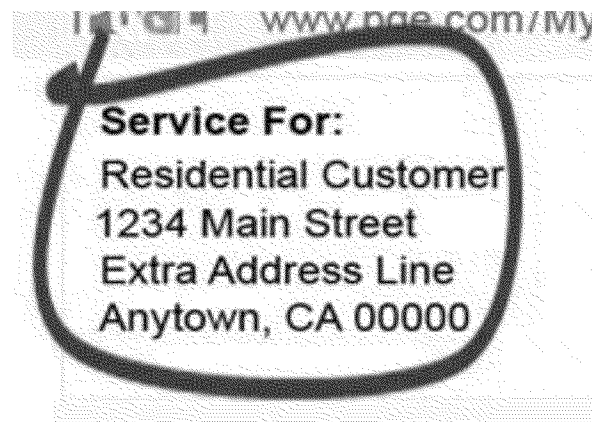 www.pge.com/My
Service For:
Residential Customer
1234 Main Street
Extra Address Line
Anytown, CA 00000